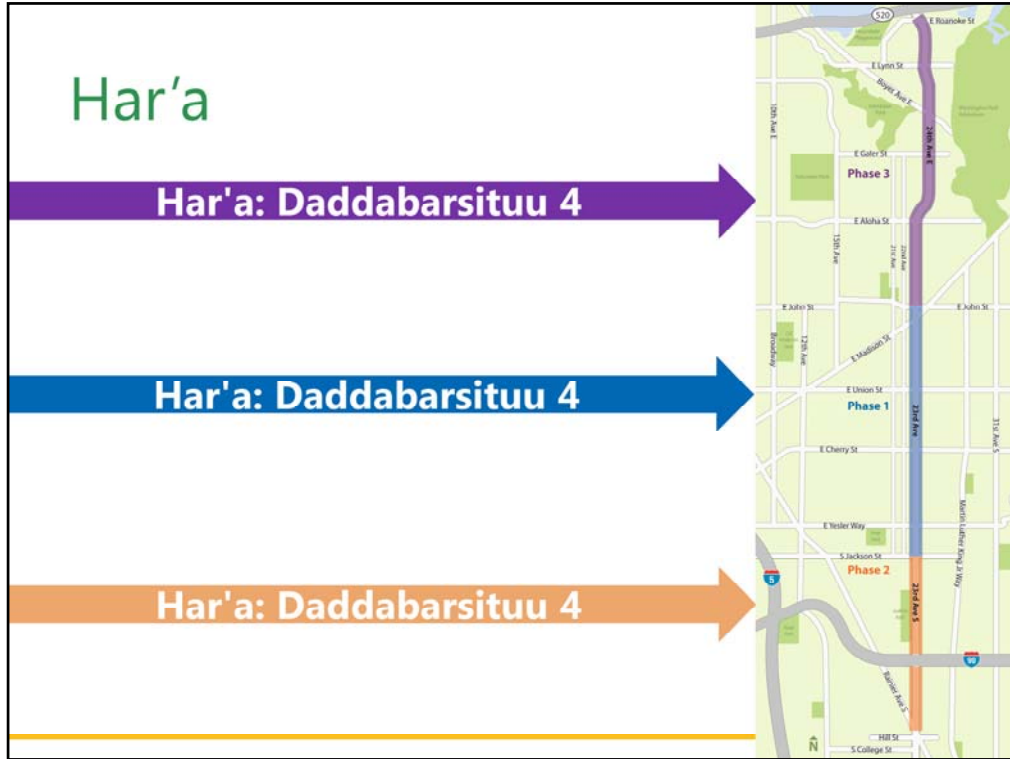 Har'a
Har'a: Daddabarsituu 4
Har'a: Daddabarsituu 4
Har'a: Daddabarsituu 4
520
E Roanoke St
E Lynn St
Boyer Ave E
10th Ave E
24th Ave E
E Galer St
Phase 3
E Aloha St
15th Ave
21st Ave
22nd Ave
E John St
E John St
Broadway
12th Ave
E Madison St
E Union St
Phase 1
23rd Ave
31st Ave S
E Cherry St
E Yesler Way
Martin Luther King Jr Way
S Jackson St
Phase 2
5
23rd Ave S
90
Rainier Ave S
Hill St
N
S College St